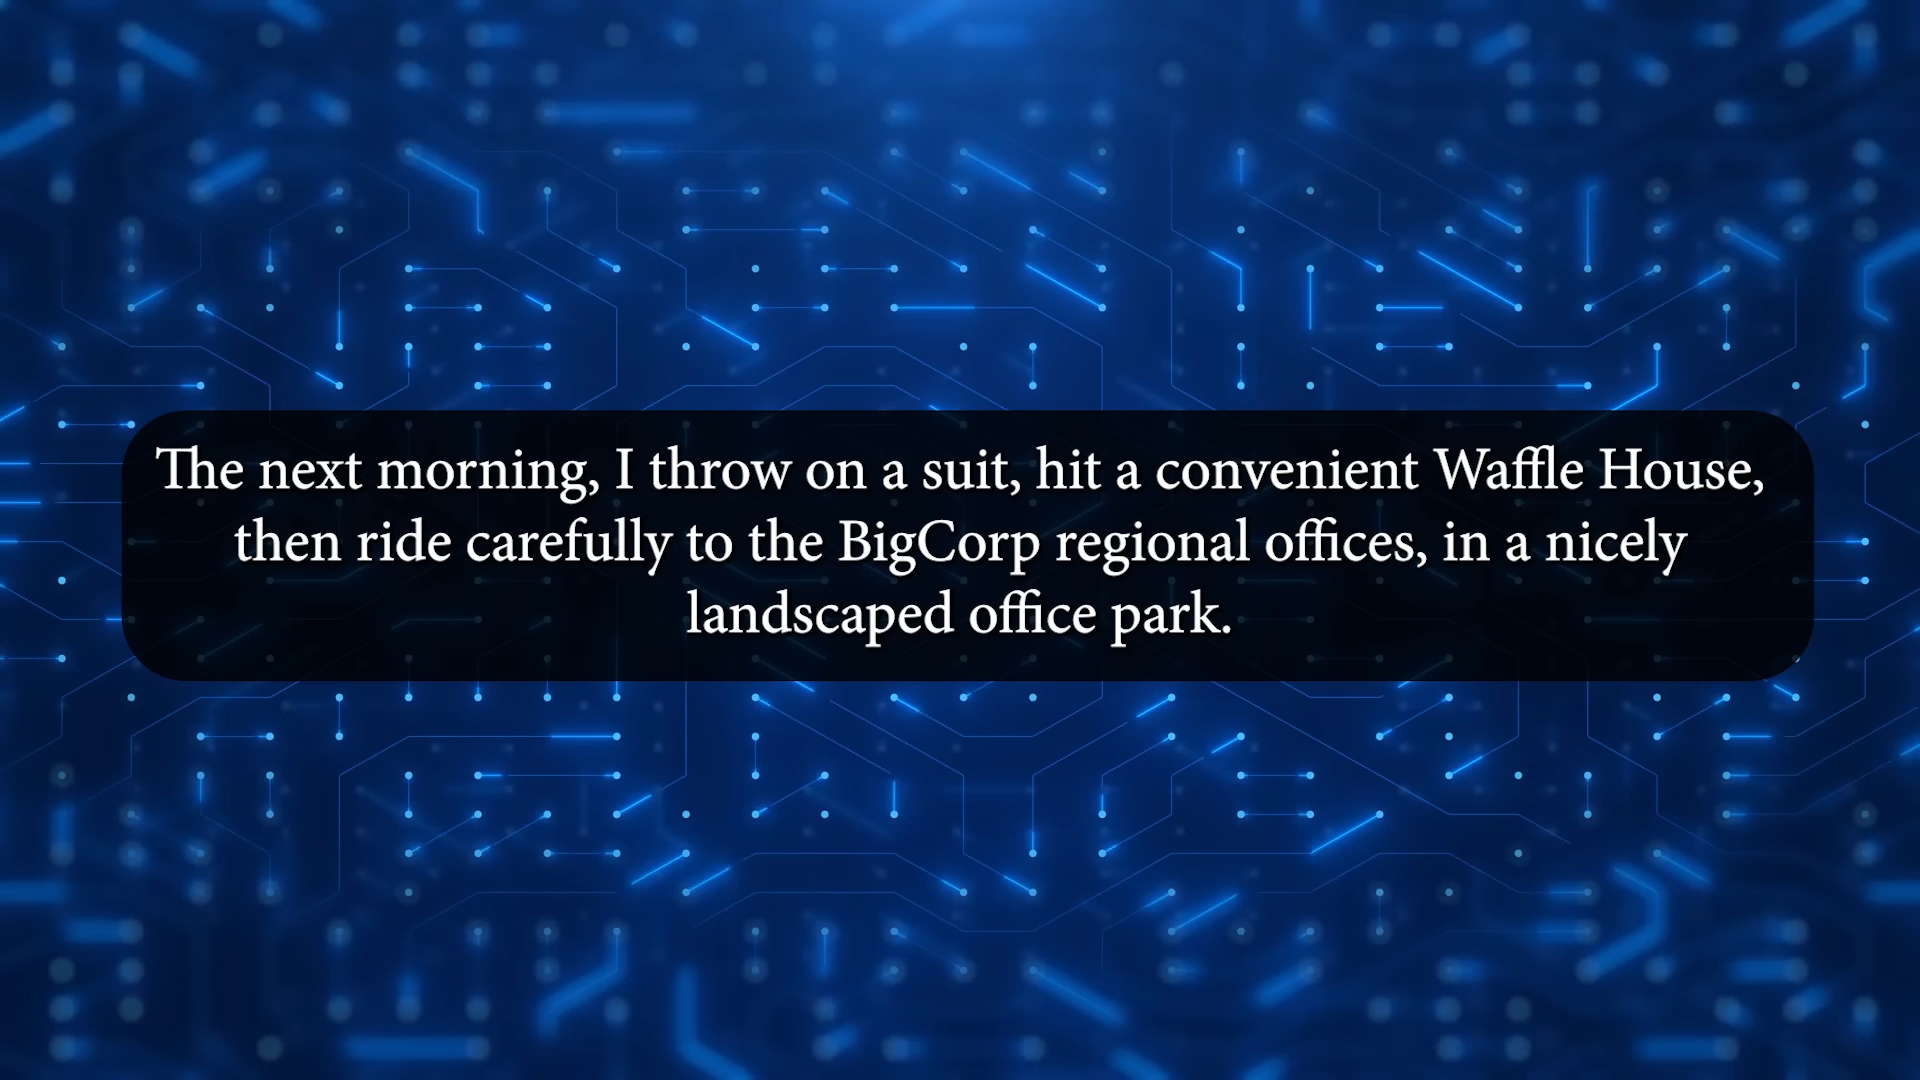 The next morning, I throw on a suit, hit a convenient Waffle House,
then ride carefully to the BigCorp regional offices, in a nicely
landscaped office park.